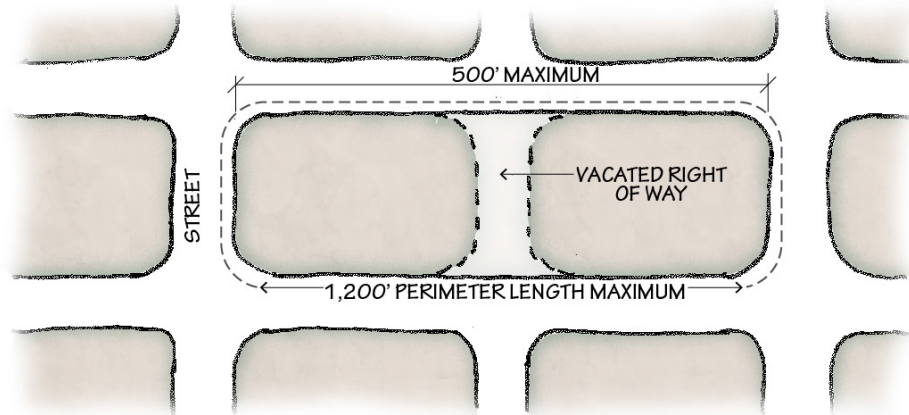 500' MAXIMUM
STREET
VACATED RIGHT
OF WAY
1,200' PERIMETER LENGTH MAXIMUM